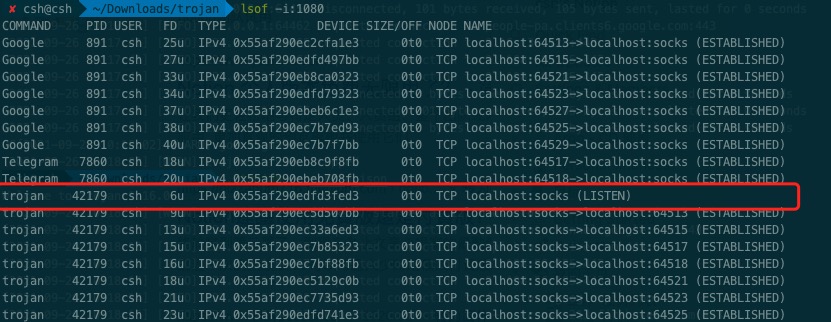 ✘ csh@csh ~/Downloads/trojan lsof -i:1080
COMMAND PID USER FD TYPE DEVICE SIZE/OFF NODE NAME
Google 891 csh 25u IPv4 0x55af290ec2cfa1e3 0t0 TCP localhost:64513->localhost:socks (ESTABLISHED)
Google 891 csh 27u IPv4 0x55af290edfd497bb 0t0 TCP localhost:64515->localhost:socks (ESTABLISHED)
Google 891 csh 33u IPv4 0x55af290eb8ca0323 0t0 TCP localhost:64521->localhost:socks (ESTABLISHED)
Google 891 csh 34u IPv4 0x55af290edfd79323 0t0 TCP localhost:64523->localhost:socks (ESTABLISHED)
Google 891 csh 37u IPv4 0x55af290ebeb6c1e3 0t0 TCP localhost:64527->localhost:socks (ESTABLISHED)
Google 891 csh 38u IPv4 0x55af290ec7b7ed93 0t0 TCP localhost:64525->localhost:socks (ESTABLISHED)
Google 891 csh 40u IPv4 0x55af290ec7b7f7bb 0t0 TCP localhost:64529->localhost:socks (ESTABLISHED)
Telegram 7860 csh 18u IPv4 0x55af290eb8c9f8fb 0t0 TCP localhost:64517->localhost:socks (ESTABLISHED)
Telegram 7860 csh 20u IPv4 0x55af290ebeb708fb 0t0 TCP localhost:64518->localhost:socks (ESTABLISHED)
trojan 42179 csh 6u IPv4 0x55af290edfd3fed3 0t0 TCP localhost:socks (LISTEN)
trojan 42179 csh 9u IPv4 0x55af290ec5d507bb 0t0 TCP localhost:socks->localhost:64513 (ESTABLISHED)
trojan 42179 csh 13u IPv4 0x55af290ec33a6ed3 0t0 TCP localhost:socks->localhost:64515 (ESTABLISHED)
trojan 42179 csh 15u IPv4 0x55af290ec7b85323 0t0 TCP localhost:socks->localhost:64517 (ESTABLISHED)
trojan 42179 csh 16u IPv4 0x55af290ec7bf88fb 0t0 TCP localhost:socks->localhost:64518 (ESTABLISHED)
trojan 42179 csh 18u IPv4 0x55af290ec5129c0b 0t0 TCP localhost:socks->localhost:64521 (ESTABLISHED)
trojan 42179 csh 21u IPv4 0x55af290ec7735d93 0t0 TCP localhost:socks->localhost:64523 (ESTABLISHED)
trojan 42179 csh 23u IPv4 0x55af290edfd741e3 0t0 TCP localhost:socks->localhost:64525 (ESTABLISHED)